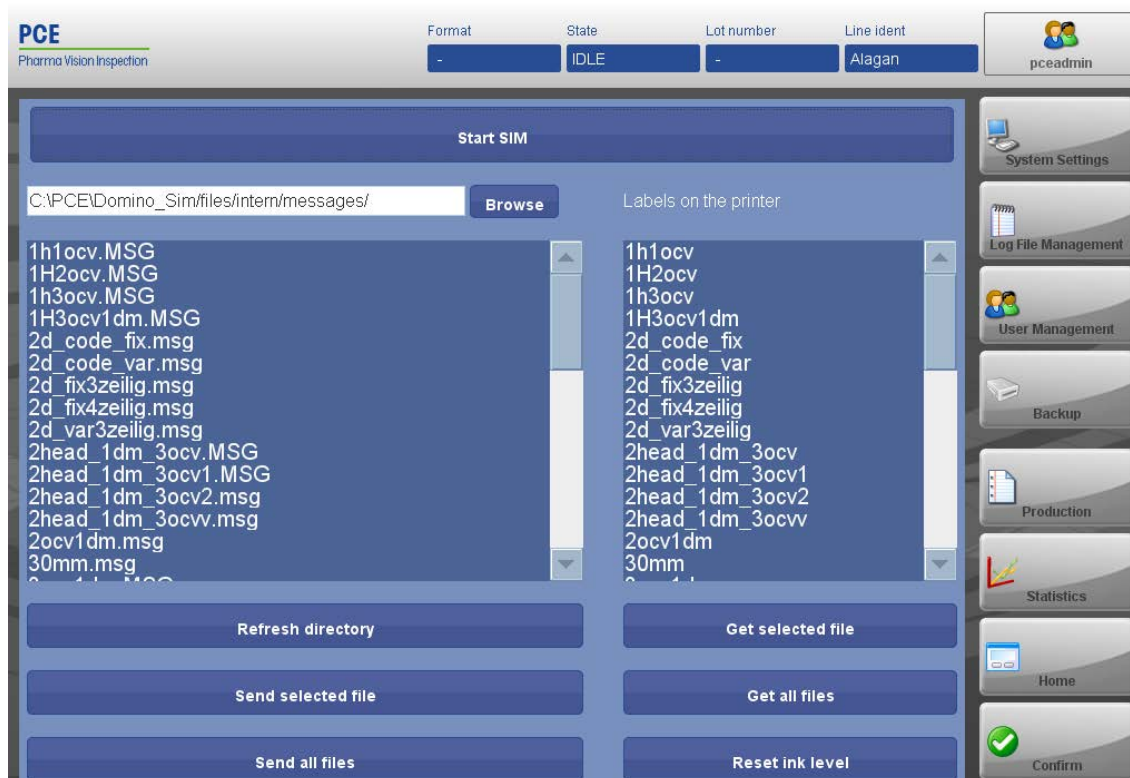 PCE
Pharma Vision Inspection
Format
State
Lot number
Line ident
-
IDLE
-
Alagan
pceadmin
Start SIM
C:\PCE\Domino_Sim/files/intern/messages/
Browse
Labels on the printer
1h1ocv.MSG
1H2ocv.MSG
1h3ocv.MSG
1H3ocv1dm.MSG
2d_code_fix.msg
2d_code_var.msg
2d_fix3zeilig.msg
2d_fix4zeilig.msg
2d_var3zeilig.msg
2head_1dm_3ocv.MSG
2head_1dm_3ocv1.MSG
2head_1dm_3ocv2.msg
2head_1dm_3ocvv.msg
2ocv1dm.msg
30mm.msg
1h1ocv
1H2ocv
1h3ocv
1H3ocv1dm
2d_code_fix
2d_code_var
2d_fix3zeilig
2d_fix4zeilig
2d_var3zeilig
2head_1dm_3ocv
2head_1dm_3ocv1
2head_1dm_3ocv2
2head_1dm_3ocvv
2ocv1dm
30mm
Refresh directory
Get selected file
Send selected file
Get all files
Send all files
Reset ink level
System Settings
Log File Management
User Management
Backup
Production
Statistics
Home
Confirm